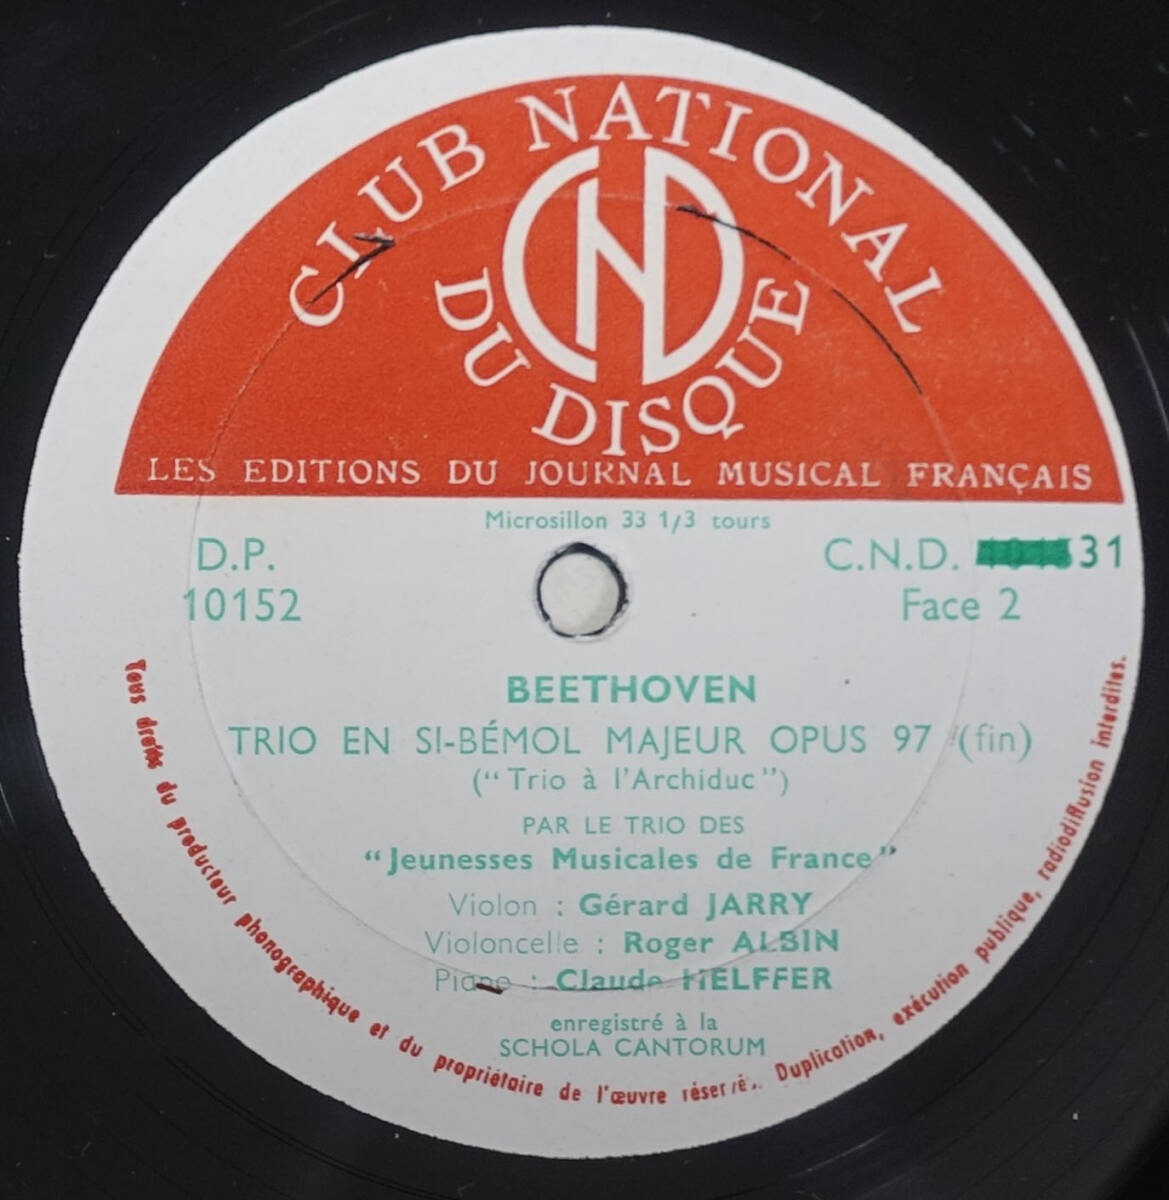 CLUB NATIONAL
CND
DU DISQUE
LES EDITIONS DU JOURNAL MUSICAL FRANÇAIS
Microsillon 33 1/3 tours
D.P.
10152
C.N.D. 31
Face 2
BEETHOVEN
TRIO EN SI-BÉMOL MAJEUR OPUS 97 (fin)
("Trio à l'Archiduc")
PAR LE TRIO DES
"Jeunesses Musicales de France"
Violon : Gérard JARRY
Violoncelle : Roger ALBIN
Piano : Claude HELFFER
enregistré à la
SCHOLA CANTORUM
Tous droits du producteur phonographique et du propriétaire de l'œuvre réservés. Duplication, exécution publique, radiodiffusion interdites.